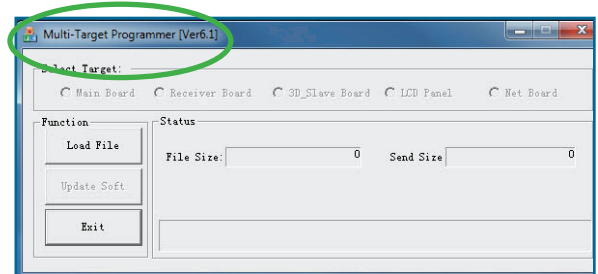 Multi-Target Programmer [Ver6.1]
Select Target:
Main Board Receiver Board 3D_Slave Board LCD Panel Net Board
Function Status
Load File
File Size: 0 Send Size 0
Update Soft
Exit